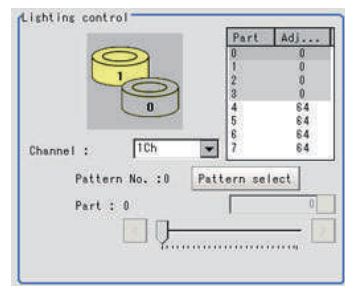 Lighting control
Part Adj...
0 0
1 0
2 0
3 0
4 64
5 64
6 64
7 64
1
0
Channel : 1Ch
Pattern No. :0 Pattern select
Part : 0 0